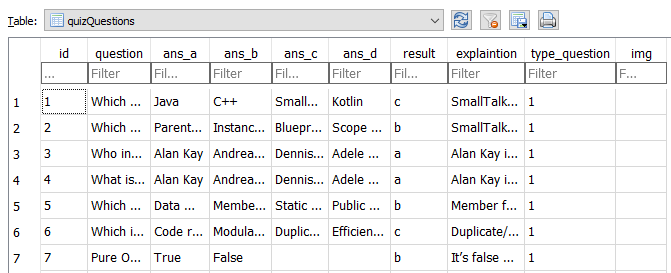 Table: quizQuestions
id question ans_a ans_b ans_c ans_d result explaintion type_question img
... Filter Fil... Filter Filter Filter Fil... Filter Filter F...
1 1 Which ... Java C++ Small... Kotlin c SmallTalk... 1
2 2 Which ... Parent... Instanc... Bluepr... Scope ... b SmallTalk... 1
3 3 Who in... Alan Kay Andrea... Dennis... Adele ... a Alan Kay i... 1
4 4 What is... Alan Kay Andrea... Dennis... Adele ... a Alan Kay i... 1
5 5 Which ... Data ... Membe... Static ... Public ... b Member f... 1
6 6 Which i... Code r... Modula... Duplic... Efficien... c Duplicate/... 1
7 7 Pure O... True False b It's false ... 1